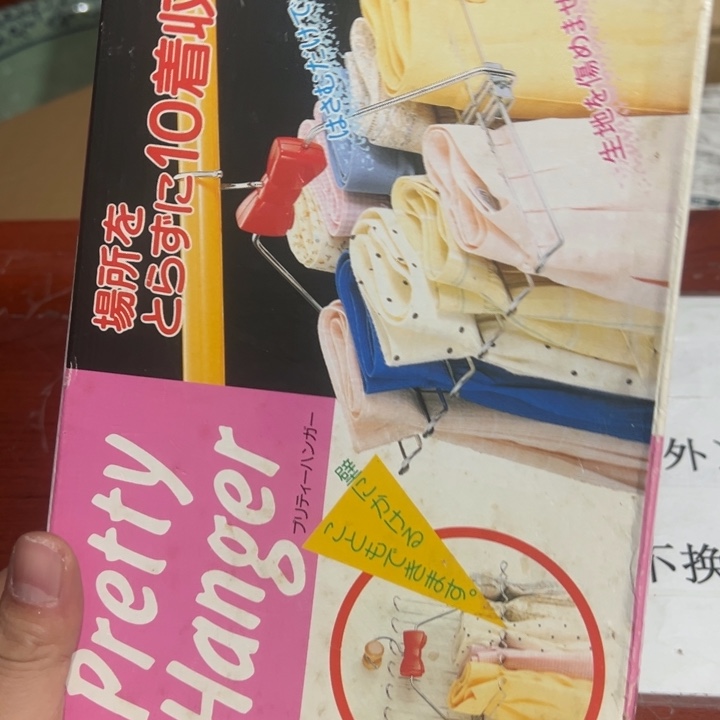 場所を
とらずに10着収
はさむだけで
生地を傷めませ
Pretty
Hanger
プリティーハンガー
壁にかける
こともできます。
外
不换